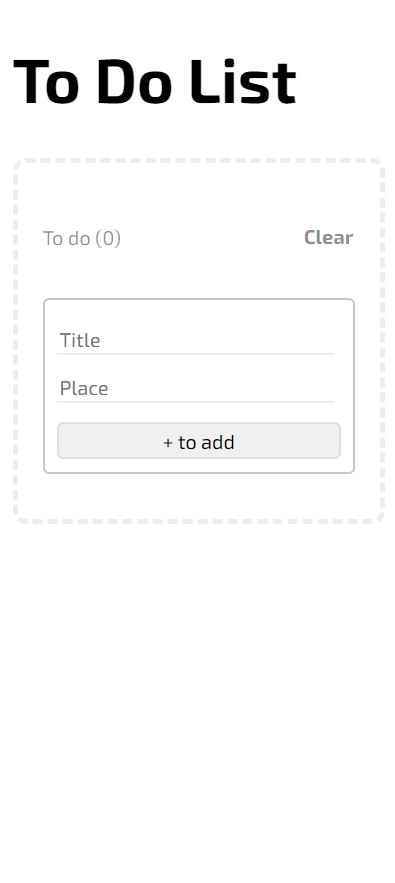 To Do List
To do (0)
Clear
Title
Place
+ to add